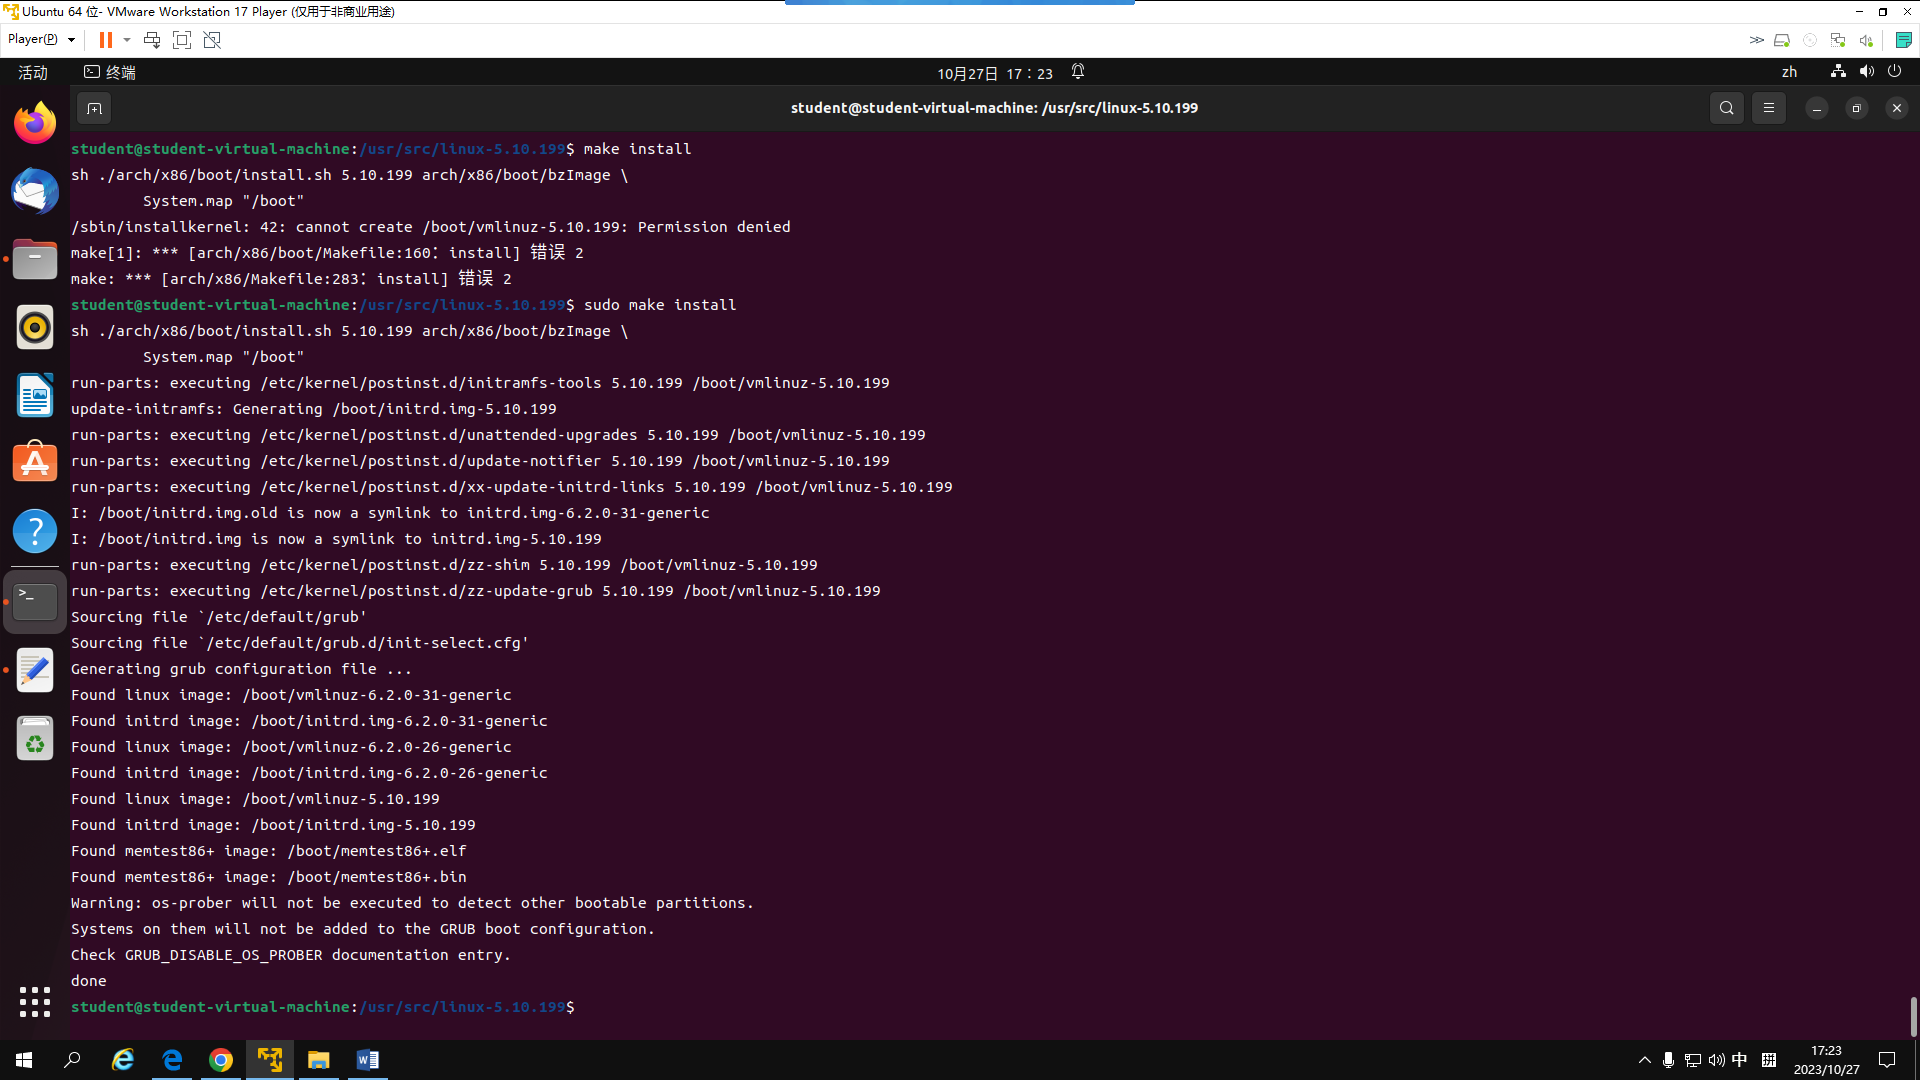 Ubuntu 64 位- VMware Workstation 17 Player (仅用于非商业用途)
Player(P)
活动 终端 10月27日 17：23 zh
student@student-virtual-machine: /usr/src/linux-5.10.199
student@student-virtual-machine:/usr/src/linux-5.10.199$ make install
sh ./arch/x86/boot/install.sh 5.10.199 arch/x86/boot/bzImage \
        System.map "/boot"
/sbin/installkernel: 42: cannot create /boot/vmlinuz-5.10.199: Permission denied
make[1]: *** [arch/x86/boot/Makefile:160：install] 错误 2
make: *** [arch/x86/Makefile:283：install] 错误 2
student@student-virtual-machine:/usr/src/linux-5.10.199$ sudo make install
sh ./arch/x86/boot/install.sh 5.10.199 arch/x86/boot/bzImage \
        System.map "/boot"
run-parts: executing /etc/kernel/postinst.d/initramfs-tools 5.10.199 /boot/vmlinuz-5.10.199
update-initramfs: Generating /boot/initrd.img-5.10.199
run-parts: executing /etc/kernel/postinst.d/unattended-upgrades 5.10.199 /boot/vmlinuz-5.10.199
run-parts: executing /etc/kernel/postinst.d/update-notifier 5.10.199 /boot/vmlinuz-5.10.199
run-parts: executing /etc/kernel/postinst.d/xx-update-initrd-links 5.10.199 /boot/vmlinuz-5.10.199
I: /boot/initrd.img.old is now a symlink to initrd.img-6.2.0-31-generic
I: /boot/initrd.img is now a symlink to initrd.img-5.10.199
run-parts: executing /etc/kernel/postinst.d/zz-shim 5.10.199 /boot/vmlinuz-5.10.199
run-parts: executing /etc/kernel/postinst.d/zz-update-grub 5.10.199 /boot/vmlinuz-5.10.199
Sourcing file `/etc/default/grub'
Sourcing file `/etc/default/grub.d/init-select.cfg'
Generating grub configuration file ...
Found linux image: /boot/vmlinuz-6.2.0-31-generic
Found initrd image: /boot/initrd.img-6.2.0-31-generic
Found linux image: /boot/vmlinuz-6.2.0-26-generic
Found initrd image: /boot/initrd.img-6.2.0-26-generic
Found linux image: /boot/vmlinuz-5.10.199
Found initrd image: /boot/initrd.img-5.10.199
Found memtest86+ image: /boot/memtest86+.elf
Found memtest86+ image: /boot/memtest86+.bin
Warning: os-prober will not be executed to detect other bootable partitions.
Systems on them will not be added to the GRUB boot configuration.
Check GRUB_DISABLE_OS_PROBER documentation entry.
done
student@student-virtual-machine:/usr/src/linux-5.10.199$
中 17:23
2023/10/27